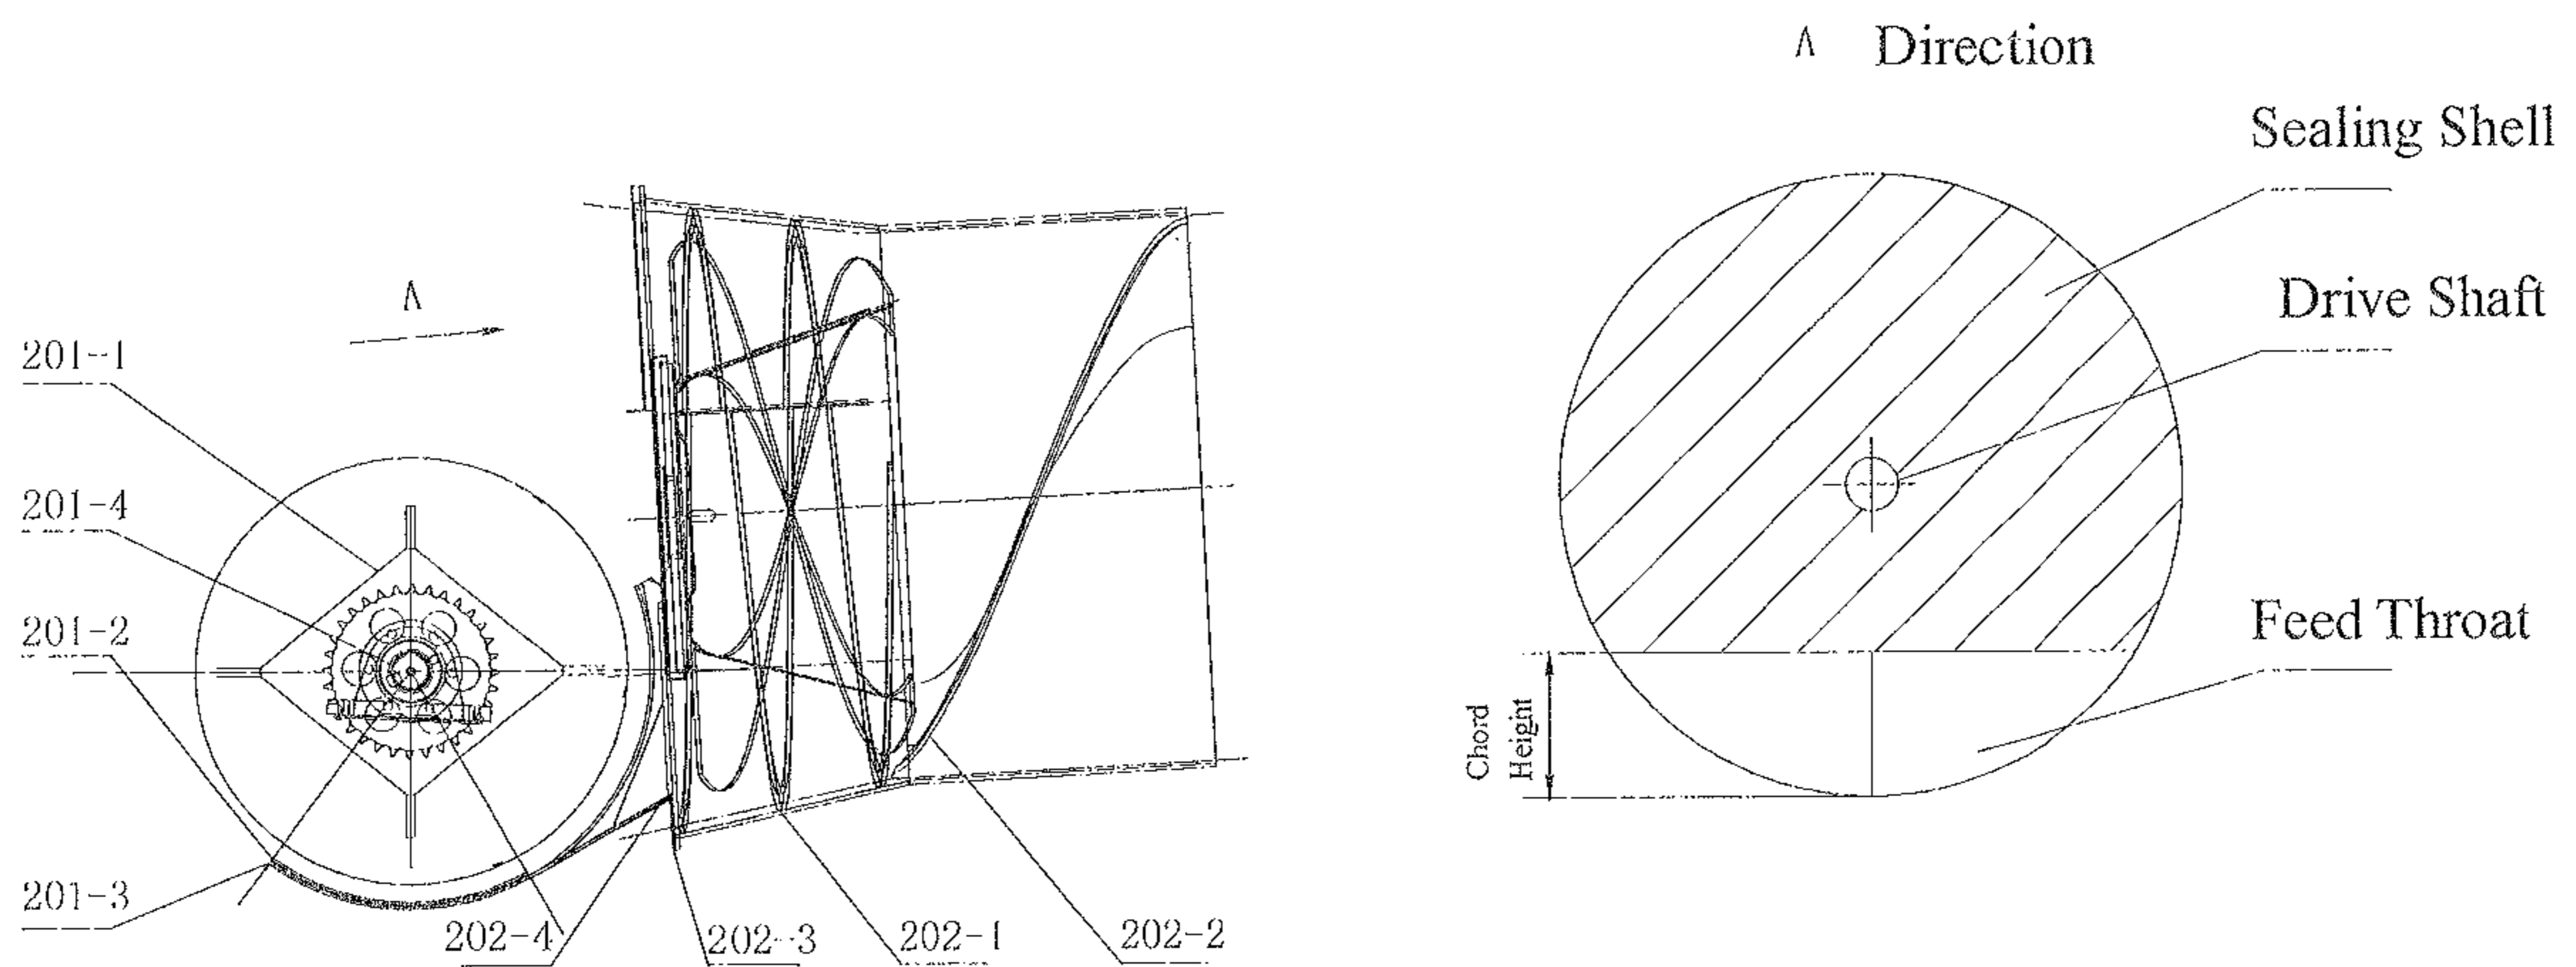 A Direction
Sealing Shell
Drive Shaft
Feed Throat
Chord
Height
A
201-1
201-4
201-2
201-3
202-4
202-3
202-1
202-2